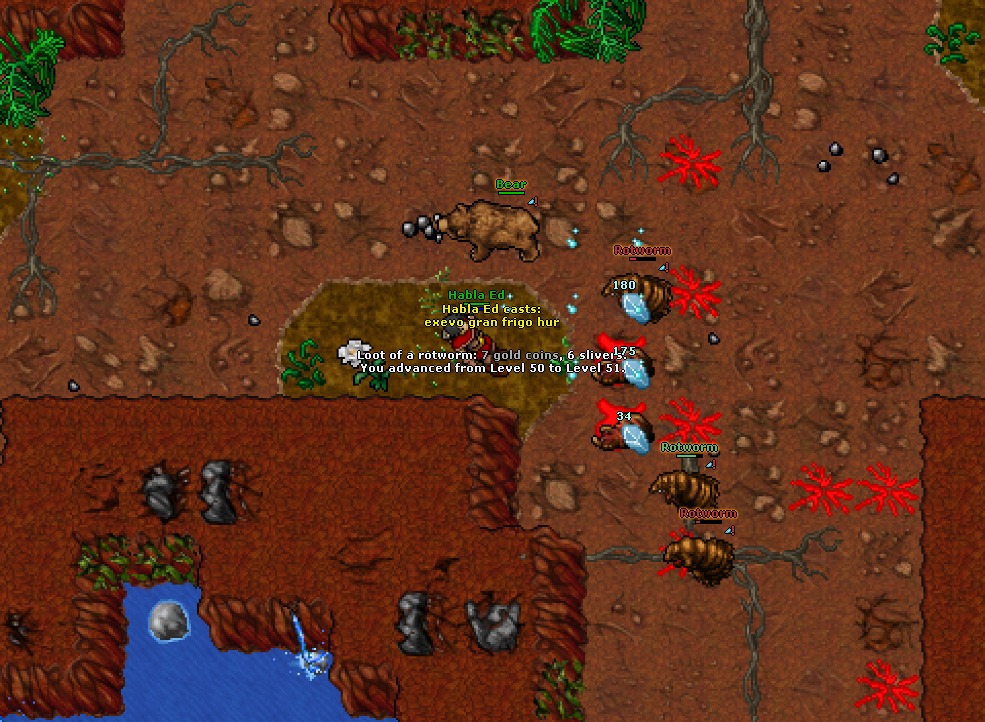 Bear
Rotworm
180
Habla Ed
Habla Ed casts:
exevo gran frigo hur
175
Loot of a rotworm: 7 gold coins, 6 slivers.
You advanced from Level 50 to Level 51.
34
Rotworm
Rotworm